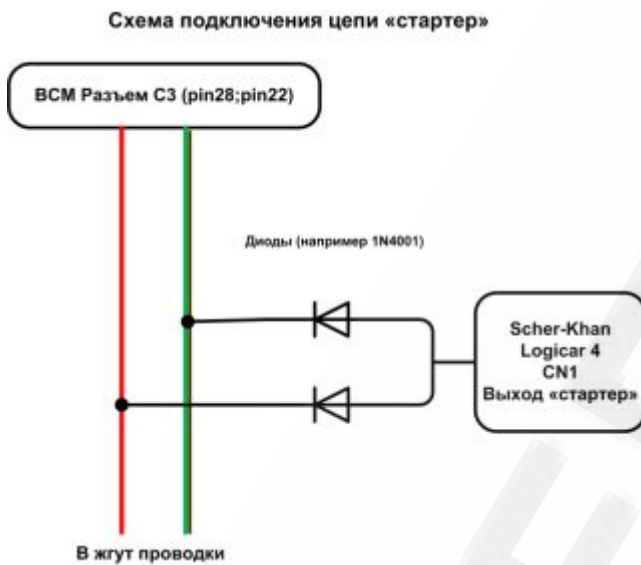 Схема подключения цепи «стартер»
BCM Разъем С3 (pin28;pin22)
Диоды (например 1N4001)
Scher-Khan
Logicar 4
CN1
Выход «стартер»
В жгут проводки